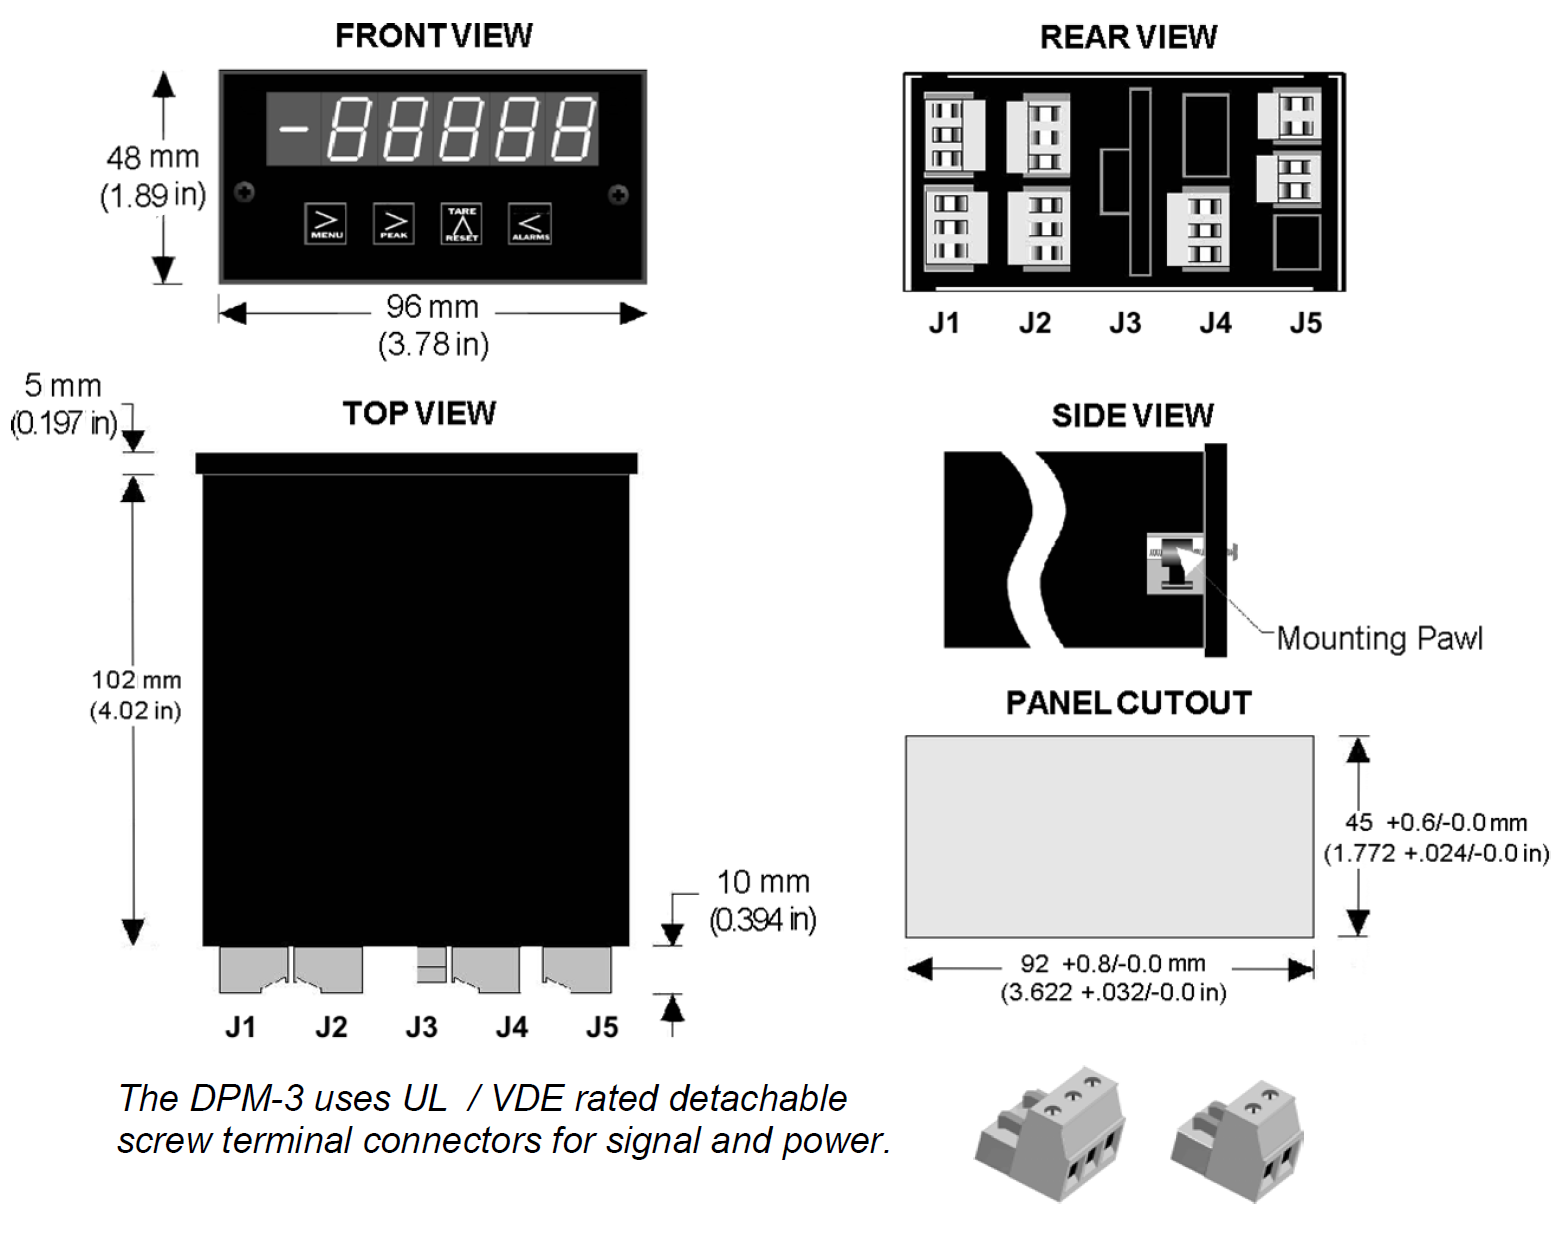 FRONT VIEW
-88888
MENU
PEAK
TARE
RESET
ALARMS
48 mm
(1.89 in)
96 mm
(3.78 in)
REAR VIEW
J1 J2 J3 J4 J5
5 mm
(0.197 in)
TOP VIEW
102 mm
(4.02 in)
10 mm
(0.394 in)
J1 J2 J3 J4 J5
SIDE VIEW
Mounting Pawl
PANEL CUTOUT
45 +0.6/-0.0 mm
(1.772 +.024/-0.0 in)
92 +0.8/-0.0 mm
(3.622 +.032/-0.0 in)
The DPM-3 uses UL / VDE rated detachable
screw terminal connectors for signal and power.